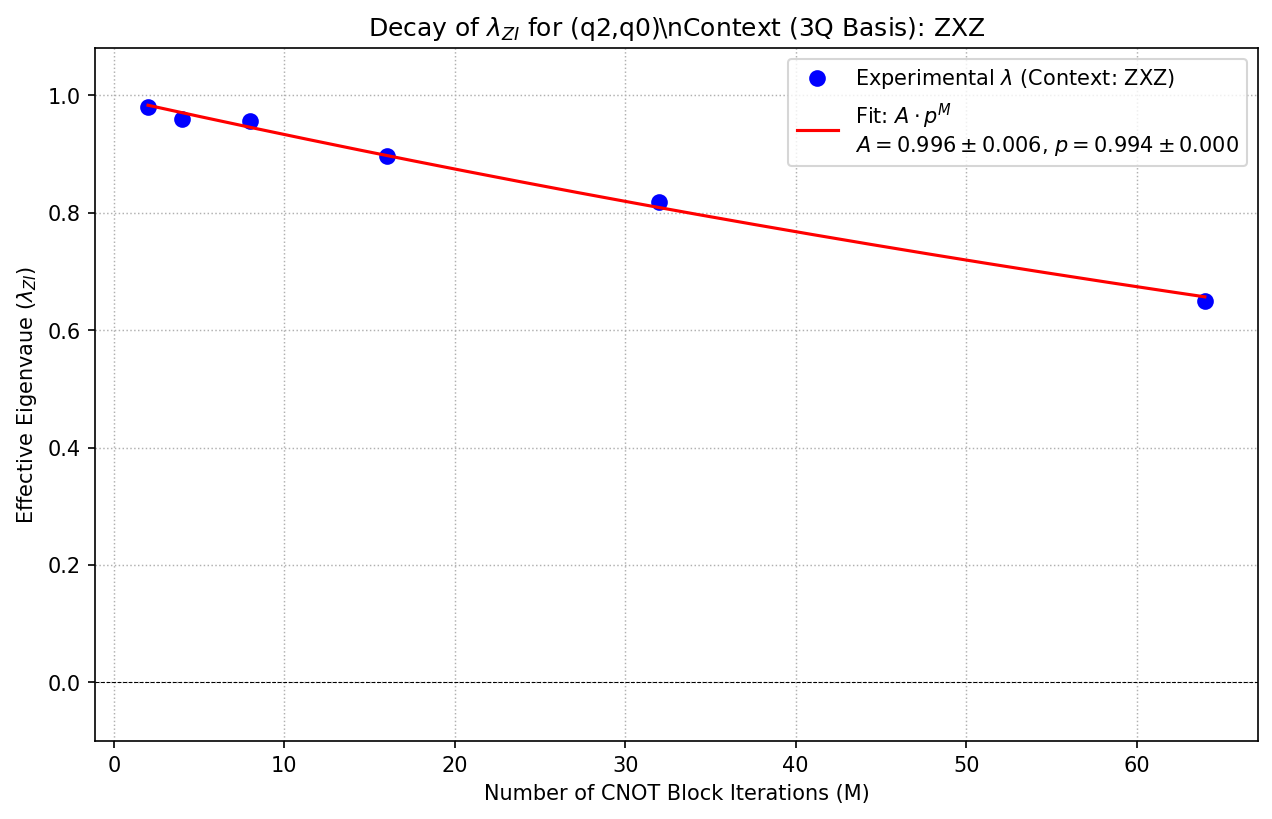 Decay of λ_ZI for (q2,q0)\nContext (3Q Basis): ZXZ
Experimental λ (Context: ZXZ)
Fit: A · p^M
A = 0.996 ± 0.006, p = 0.994 ± 0.000
Effective Eigenvaue (λ_ZI)
1.0
0.8
0.6
0.4
0.2
0.0
0 10 20 30 40 50 60
Number of CNOT Block Iterations (M)